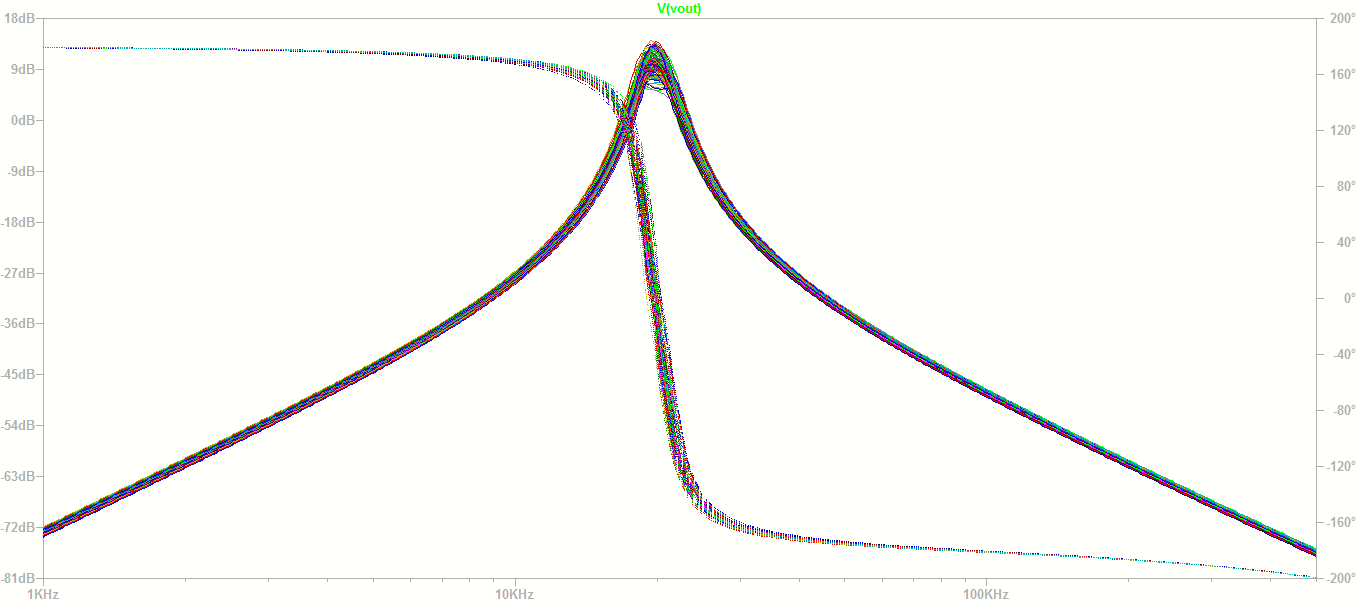 V(vout)
18dB 200°
9dB 160°
0dB 120°
-9dB 80°
-18dB 40°
-27dB 0°
-36dB -40°
-45dB -80°
-54dB -120°
-63dB -160°
-72dB -200°
-81dB
1KHz 10KHz 100KHz